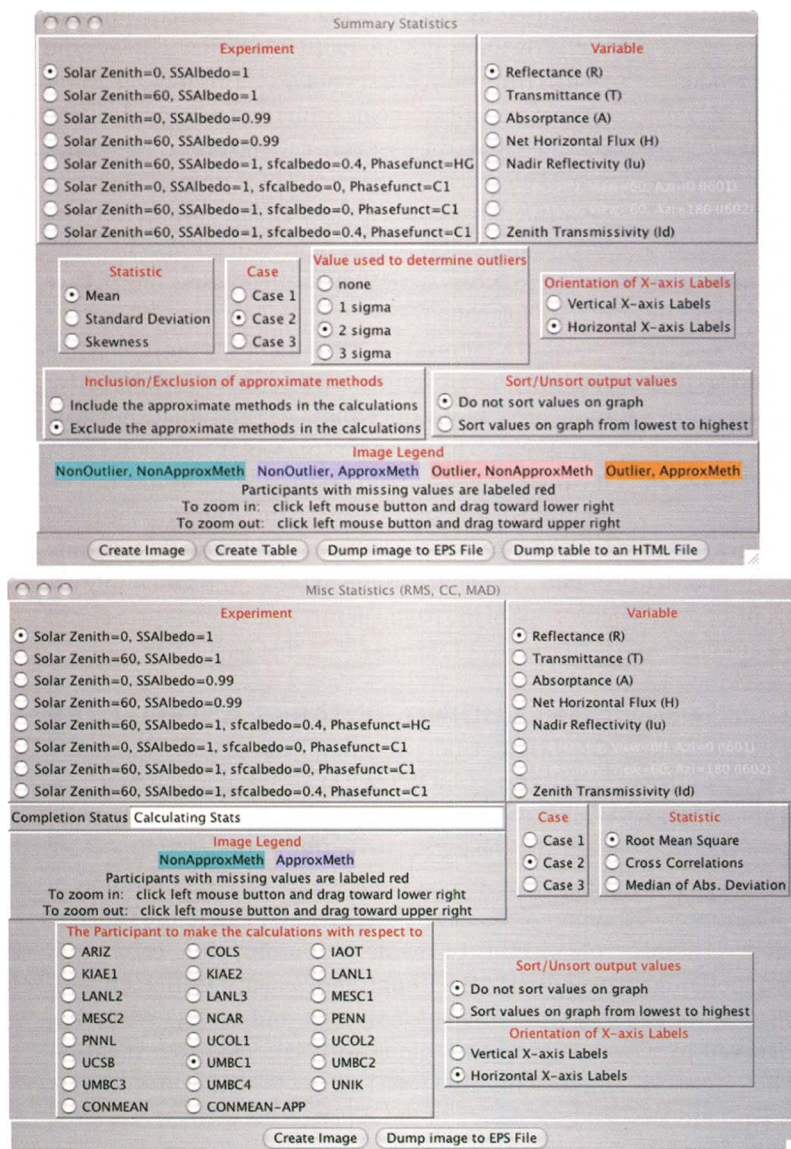 Summary Statistics
Experiment
Solar Zenith=0, SSAlbedo=1
Solar Zenith=60, SSAlbedo=1
Solar Zenith=0, SSAlbedo=0.99
Solar Zenith=60, SSAlbedo=0.99
Solar Zenith=60, SSAlbedo=1, sfcalbedo=0.4, Phasefunct=HG
Solar Zenith=0, SSAlbedo=1, sfcalbedo=0, Phasefunct=C1
Solar Zenith=60, SSAlbedo=1, sfcalbedo=0, Phasefunct=C1
Solar Zenith=60, SSAlbedo=1, sfcalbedo=0.4, Phasefunct=C1
Variable
Reflectance (R)
Transmittance (T)
Absorptance (A)
Net Horizontal Flux (H)
Nadir Reflectivity (Iu)
View=60, Azi=0 (I601)
View=60, Azi=180 (I602)
Zenith Transmissivity (Id)
Statistic
Mean
Standard Deviation
Skewness
Case
Case 1
Case 2
Case 3
Value used to determine outliers
none
1 sigma
2 sigma
3 sigma
Orientation of X-axis Labels
Vertical X-axis Labels
Horizontal X-axis Labels
Inclusion/Exclusion of approximate methods
Include the approximate methods in the calculations
Exclude the approximate methods in the calculations
Sort/Unsort output values
Do not sort values on graph
Sort values on graph from lowest to highest
Image Legend
NonOutlier, NonApproxMeth NonOutlier, ApproxMeth Outlier, NonApproxMeth Outlier, ApproxMeth
Participants with missing values are labeled red
To zoom in: click left mouse button and drag toward lower right
To zoom out: click left mouse button and drag toward upper right
Create Image Create Table Dump image to EPS File Dump table to an HTML File
Misc Statistics (RMS, CC, MAD)
Experiment
Solar Zenith=0, SSAlbedo=1
Solar Zenith=60, SSAlbedo=1
Solar Zenith=0, SSAlbedo=0.99
Solar Zenith=60, SSAlbedo=0.99
Solar Zenith=60, SSAlbedo=1, sfcalbedo=0.4, Phasefunct=HG
Solar Zenith=0, SSAlbedo=1, sfcalbedo=0, Phasefunct=C1
Solar Zenith=60, SSAlbedo=1, sfcalbedo=0, Phasefunct=C1
Solar Zenith=60, SSAlbedo=1, sfcalbedo=0.4, Phasefunct=C1
Variable
Reflectance (R)
Transmittance (T)
Absorptance (A)
Net Horizontal Flux (H)
Nadir Reflectivity (Iu)
View=60, Azi=0 (I601)
View=60, Azi=180 (I602)
Zenith Transmissivity (Id)
Completion Status Calculating Stats
Image Legend
NonApproxMeth ApproxMeth
Participants with missing values are labeled red
To zoom in: click left mouse button and drag toward lower right
To zoom out: click left mouse button and drag toward upper right
Case
Case 1
Case 2
Case 3
Statistic
Root Mean Square
Cross Correlations
Median of Abs. Deviation
The Participant to make the calculations with respect to
ARIZ COLS IAOT
KIAE1 KIAE2 LANL1
LANL2 LANL3 MESC1
MESC2 NCAR PENN
PNNL UCOL1 UCOL2
UCSB UMBC1 UMBC2
UMBC3 UMBC4 UNIK
CONMEAN CONMEAN-APP
Sort/Unsort output values
Do not sort values on graph
Sort values on graph from lowest to highest
Orientation of X-axis Labels
Vertical X-axis Labels
Horizontal X-axis Labels
Create Image Dump image to EPS File